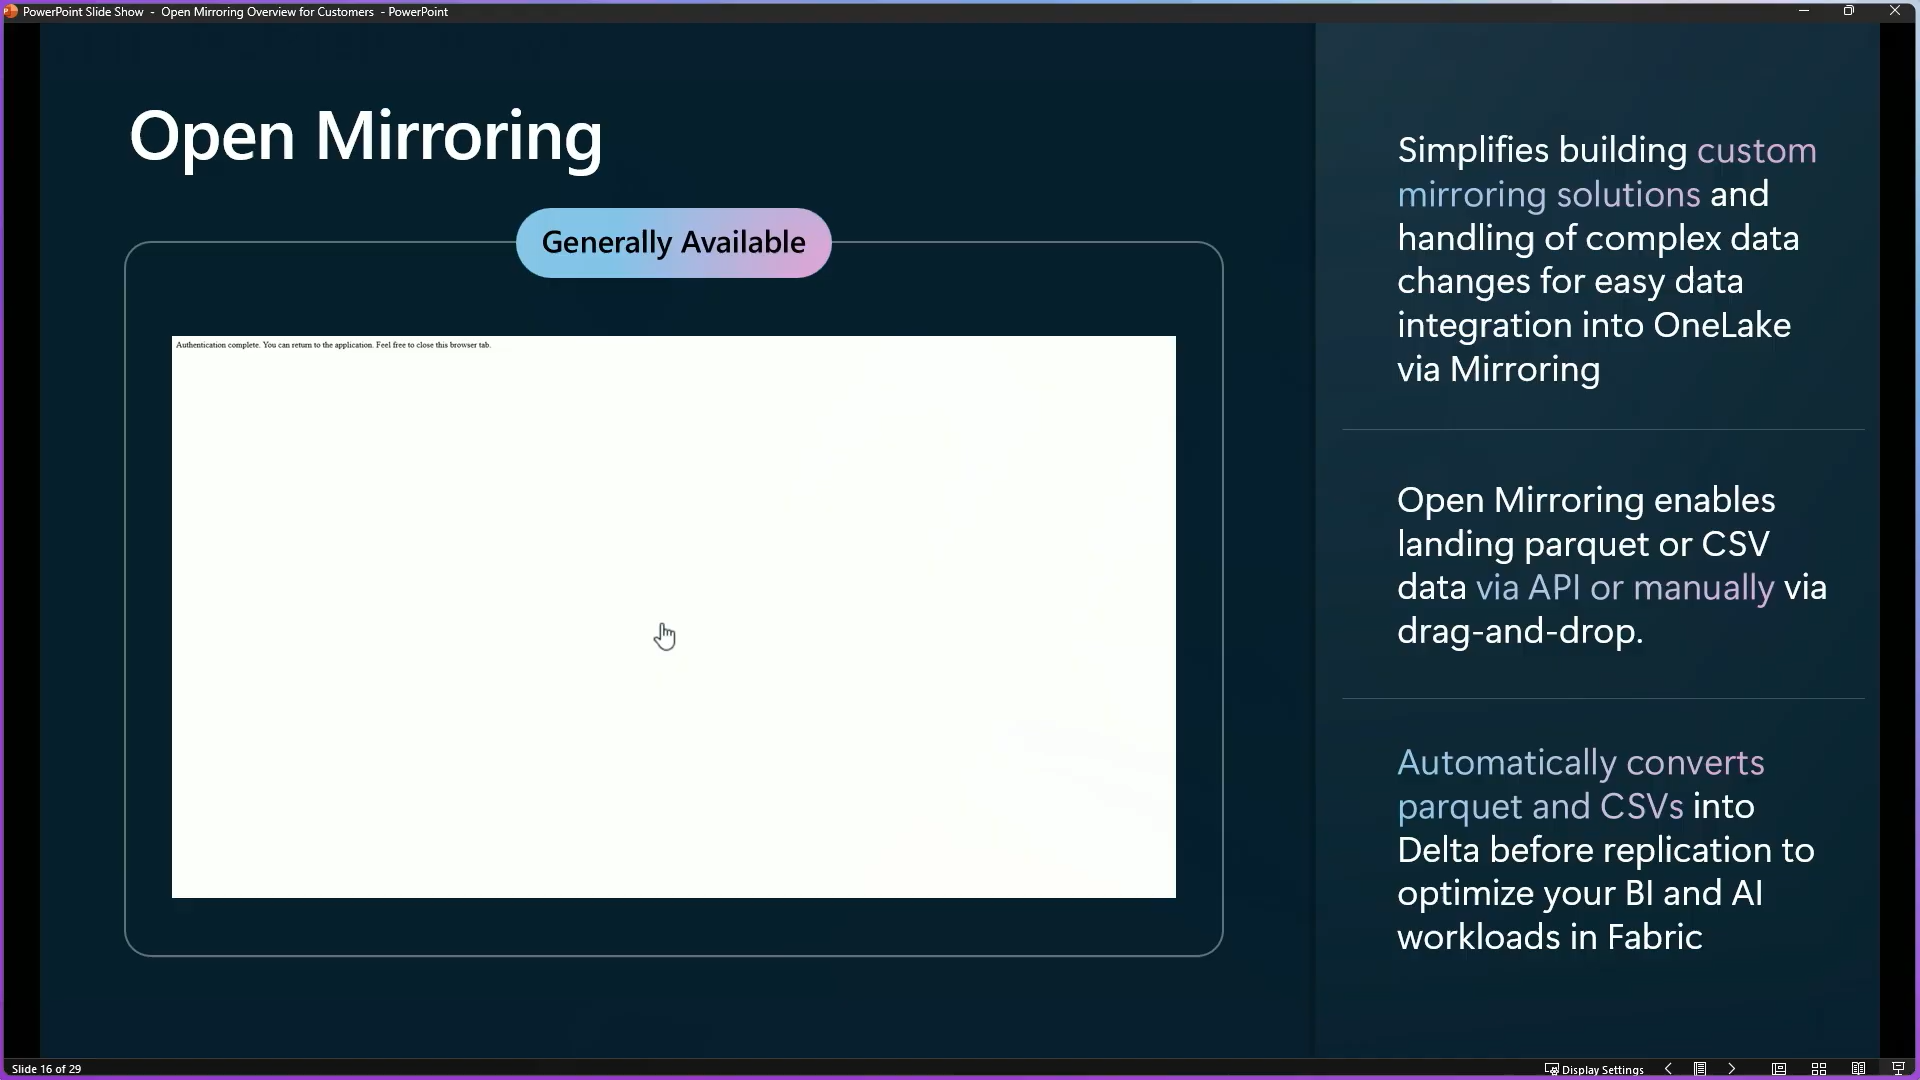 PowerPoint Slide Show - Open Mirroring Overview for Customers - PowerPoint
Open Mirroring
Generally Available
Authentication complete. You can return to the application. Feel free to close this browser tab.
Simplifies building custom
mirroring solutions and
handling of complex data
changes for easy data
integration into OneLake
via Mirroring
Open Mirroring enables
landing parquet or CSV
data via API or manually via
drag-and-drop.
Automatically converts
parquet and CSVs into
Delta before replication to
optimize your BI and AI
workloads in Fabric
Slide 16 of 29
Display Settings